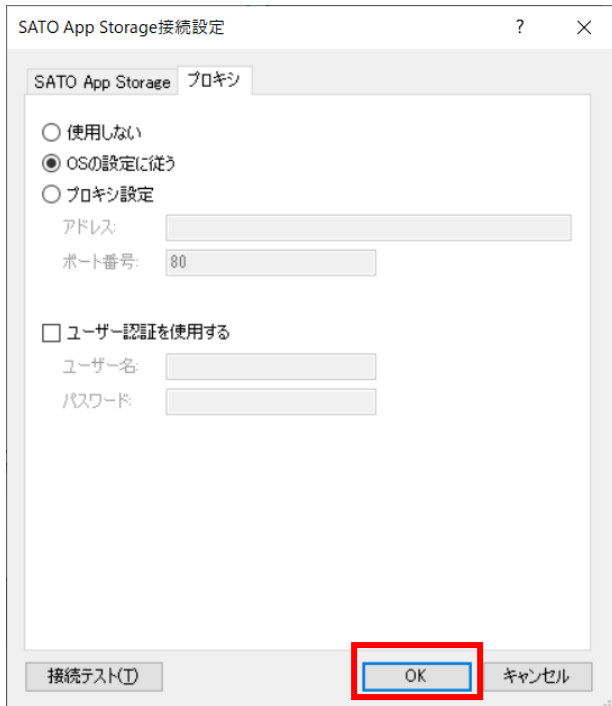 SATO App Storage接続設定 ?
SATO App Storage プロキシ
使用しない
OSの設定に従う
プロキシ設定
アドレス:
ポート番号: 80
ユーザー認証を使用する
ユーザー名:
パスワード:
接続テスト(T) OK キャンセル